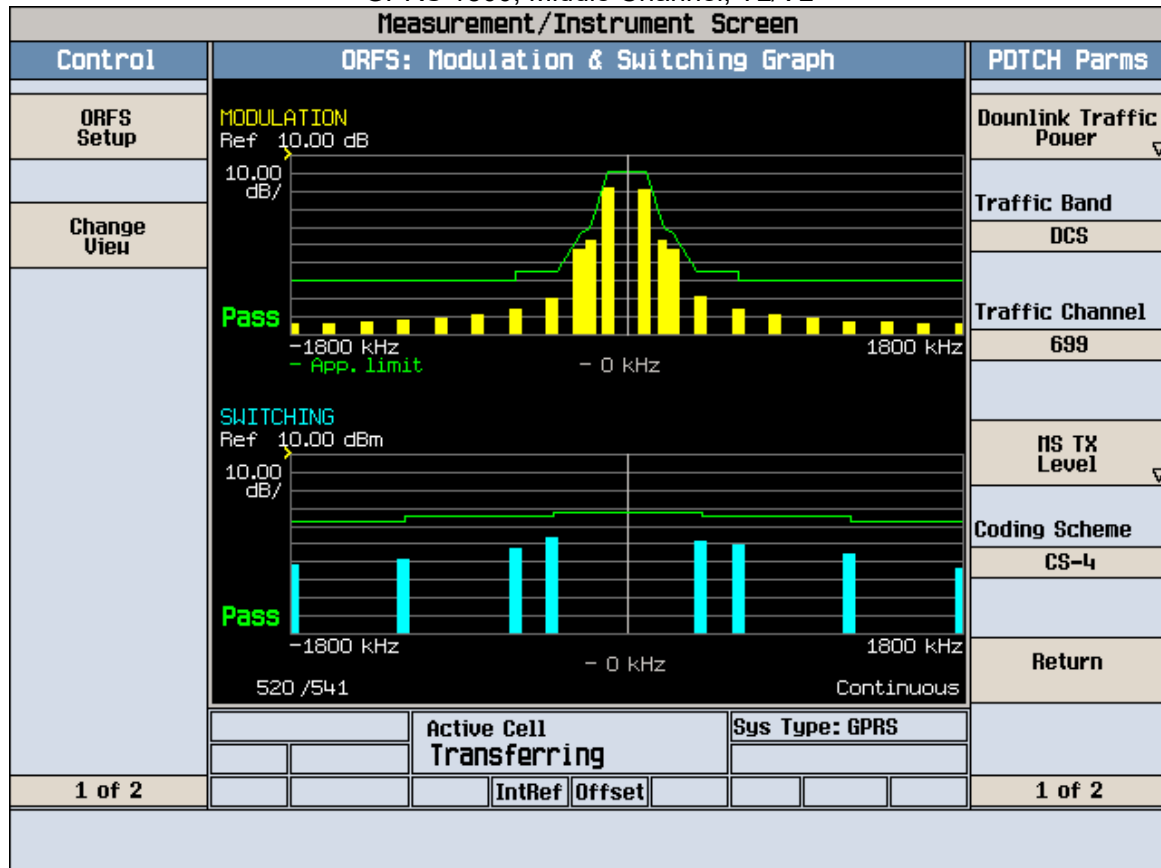 Measurement/Instrument Screen
Control
ORFS: Modulation & Switching Graph
PDTCH Parms
ORFS
Setup
Change
View
MODULATION
Ref 10.00 dB
10.00
dB/
Pass
-1800 kHz
1800 kHz
- App. limit
- 0 kHz
SWITCHING
Ref 10.00 dBm
10.00
dB/
Pass
-1800 kHz
1800 kHz
- 0 kHz
520 /541
Continuous
Downlink Traffic
Power
Traffic Band
DCS
Traffic Channel
699
MS TX
Level
Coding Scheme
CS-4
Return
Active Cell
Sys Type: GPRS
Transferring
1 of 2
IntRef
Offset
1 of 2